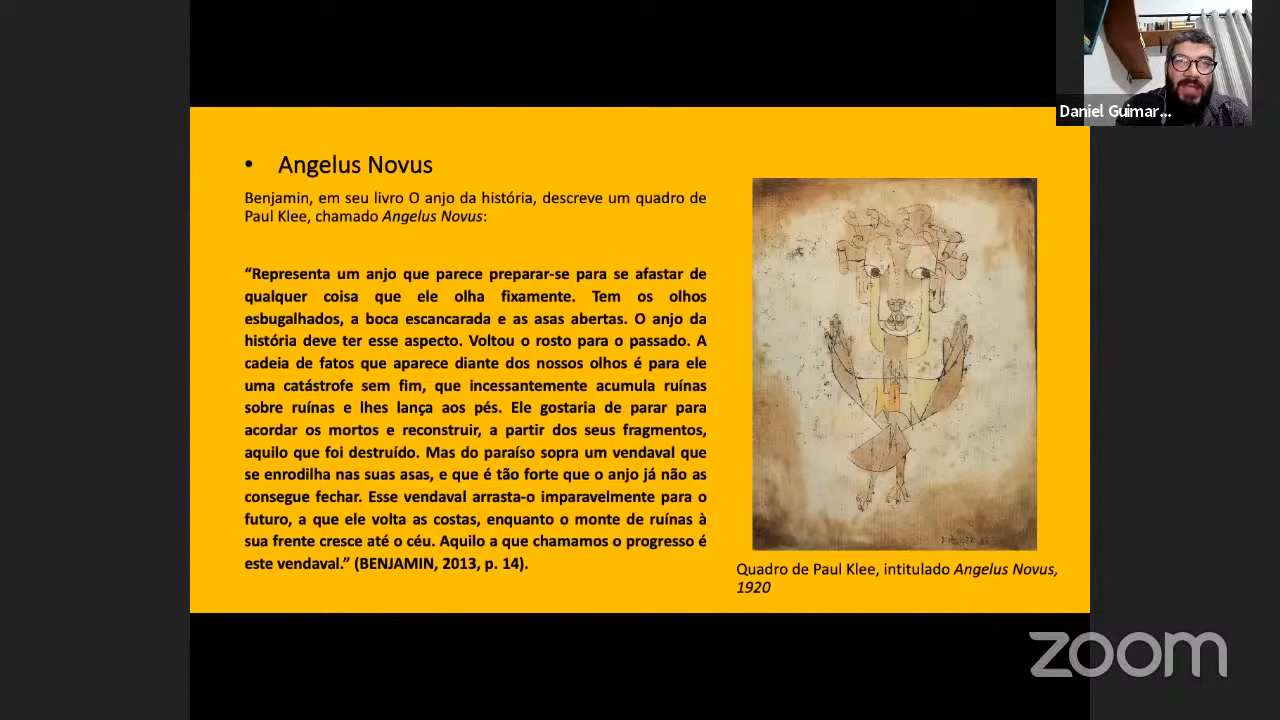 Daniel Guimar...
• Angelus Novus
Benjamin, em seu livro O anjo da história, descreve um quadro de
Paul Klee, chamado Angelus Novus:
“Representa um anjo que parece preparar-se para se afastar de
qualquer coisa que ele olha fixamente. Tem os olhos
esbugalhados, a boca escancarada e as asas abertas. O anjo da
história deve ter esse aspecto. Voltou o rosto para o passado. A
cadeia de fatos que aparece diante dos nossos olhos é para ele
uma catástrofe sem fim, que incessantemente acumula ruínas
sobre ruínas e lhes lança aos pés. Ele gostaria de parar para
acordar os mortos e reconstruir, a partir dos seus fragmentos,
aquilo que foi destruído. Mas do paraíso sopra um vendaval que
se enrodilha nas suas asas, e que é tão forte que o anjo já não as
consegue fechar. Esse vendaval arrasta-o imparavelmente para o
futuro, a que ele volta as costas, enquanto o monte de ruínas à
sua frente cresce até o céu. Aquilo a que chamamos o progresso é
este vendaval.” (BENJAMIN, 2013, p. 14).
Quadro de Paul Klee, intitulado Angelus Novus,
1920
zoom